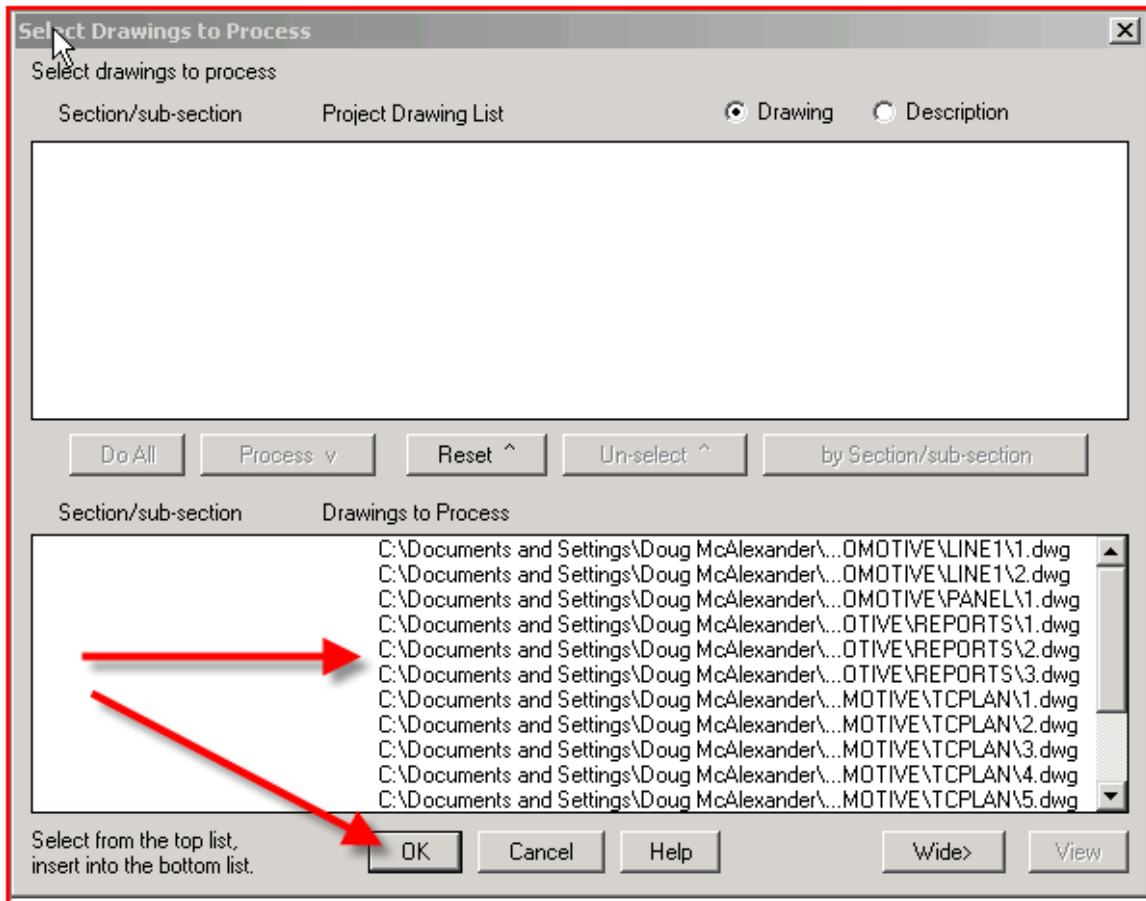 Select Drawings to Process
Select drawings to process
Section/sub-section Project Drawing List Drawing Description
Do All Process v Reset ^ Un-select ^ by Section/sub-section
Section/sub-section Drawings to Process
C:\Documents and Settings\Doug McAlexander\...OMOTIVE\LINE1\1.dwg
C:\Documents and Settings\Doug McAlexander\...OMOTIVE\LINE1\2.dwg
C:\Documents and Settings\Doug McAlexander\...OMOTIVE\PANEL\1.dwg
C:\Documents and Settings\Doug McAlexander\...OTIVE\REPORTS\1.dwg
C:\Documents and Settings\Doug McAlexander\...OTIVE\REPORTS\2.dwg
C:\Documents and Settings\Doug McAlexander\...OTIVE\REPORTS\3.dwg
C:\Documents and Settings\Doug McAlexander\...MOTIVE\TCPLAN\1.dwg
C:\Documents and Settings\Doug McAlexander\...MOTIVE\TCPLAN\2.dwg
C:\Documents and Settings\Doug McAlexander\...MOTIVE\TCPLAN\3.dwg
C:\Documents and Settings\Doug McAlexander\...MOTIVE\TCPLAN\4.dwg
C:\Documents and Settings\Doug McAlexander\...MOTIVE\TCPLAN\5.dwg
Select from the top list,
insert into the bottom list.
OK Cancel Help Wide> View